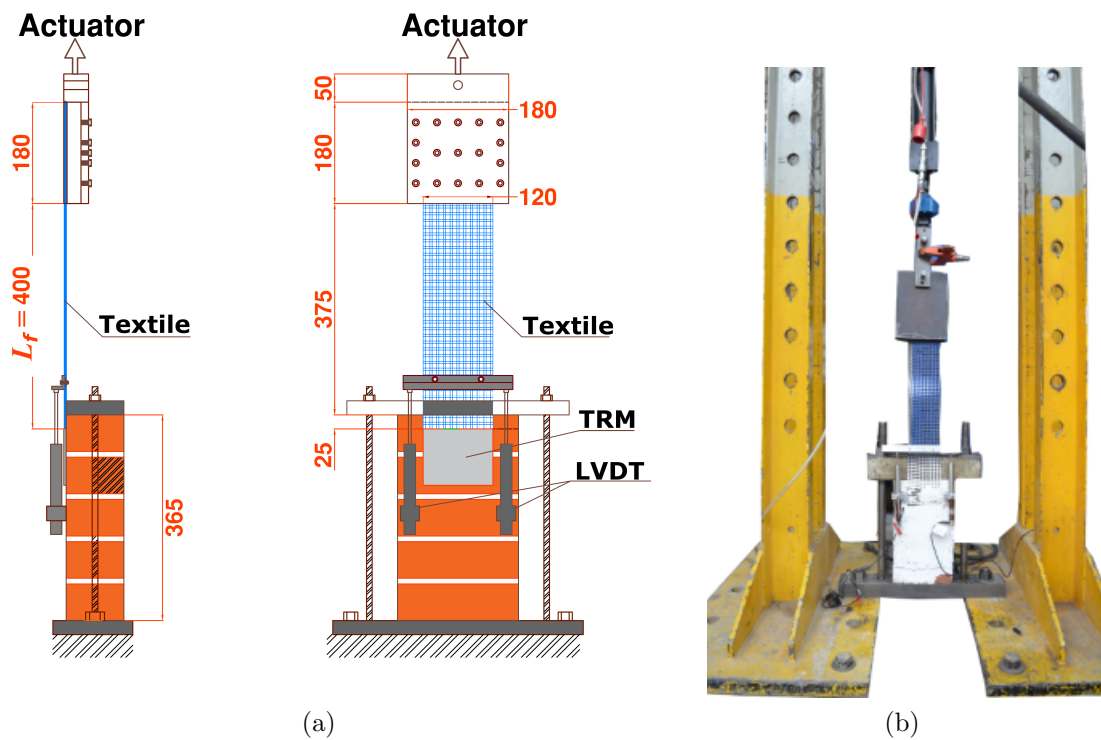 Actuator
Actuator
50
180
180
180
120
L_f = 400
375
Textile
Textile
TRM
25
LVDT
365
(a)
(b)